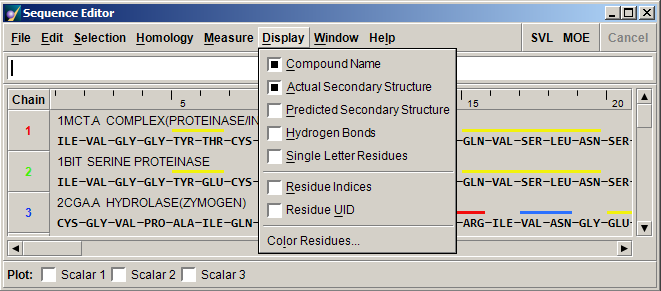 Sequence Editor
File Edit Selection Homology Measure Display Window Help SVL MOE Cancel
Compound Name
Actual Secondary Structure
Predicted Secondary Structure
Hydrogen Bonds
Single Letter Residues
Residue Indices
Residue UID
Color Residues...
Chain 5 15 20
1 1MCT.A COMPLEX(PROTEINASE/IN
ILE-VAL-GLY-GLY-TYR-THR-CYS- GLN-VAL-SER-LEU-ASN-SER-
2 1BIT SERINE PROTEINASE
ILE-VAL-GLY-GLY-TYR-GLU-CYS- GLN-VAL-SER-LEU-ASN-SER-
3 2CGA.A HYDROLASE(ZYMOGEN)
CYS-GLY-VAL-PRO-ALA-ILE-GLN- ARG-ILE-VAL-ASN-GLY-GLU-
Plot: Scalar 1 Scalar 2 Scalar 3